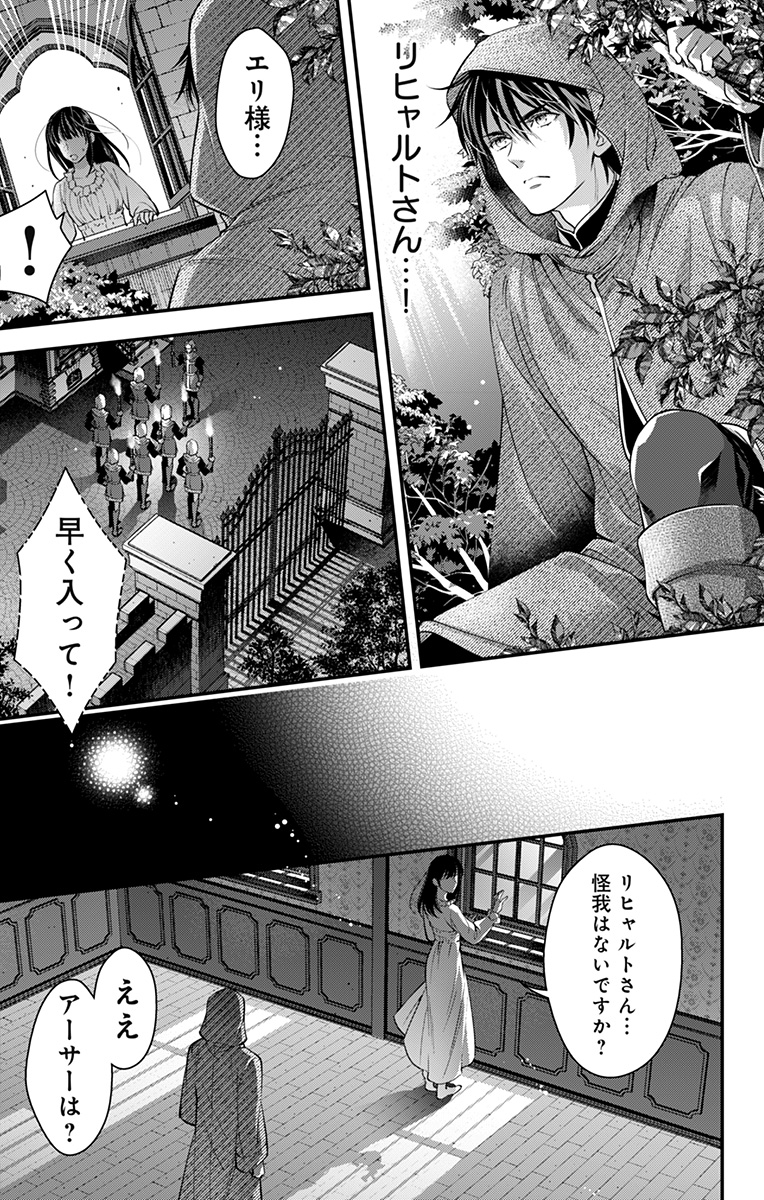 リヒャルトさん…！
エリ様…
！
早く入って！
リヒャルトさん…
怪我はないですか？
ええ
アーサーは？